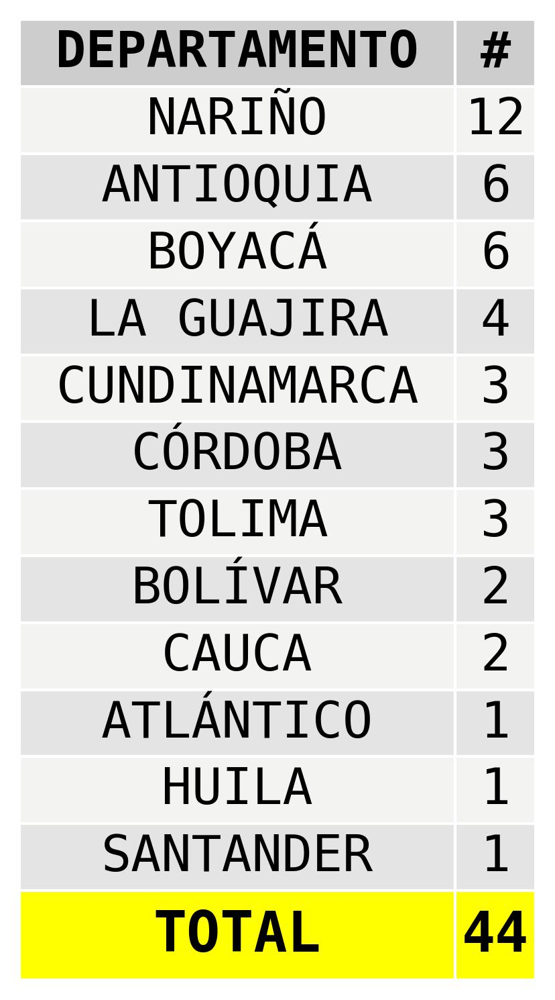 DEPARTAMENTO #
NARIÑO 12
ANTIOQUIA 6
BOYACÁ 6
LA GUAJIRA 4
CUNDINAMARCA 3
CÓRDOBA 3
TOLIMA 3
BOLÍVAR 2
CAUCA 2
ATLÁNTICO 1
HUILA 1
SANTANDER 1
TOTAL 44